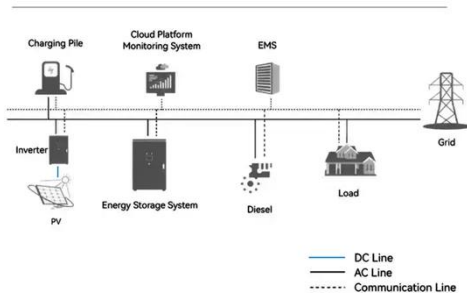 Charging Pile
Cloud Platform
Monitoring System
EMS
Grid
Inverter
PV
Energy Storage System
Diesel
Load
DC Line
AC Line
Communication Line